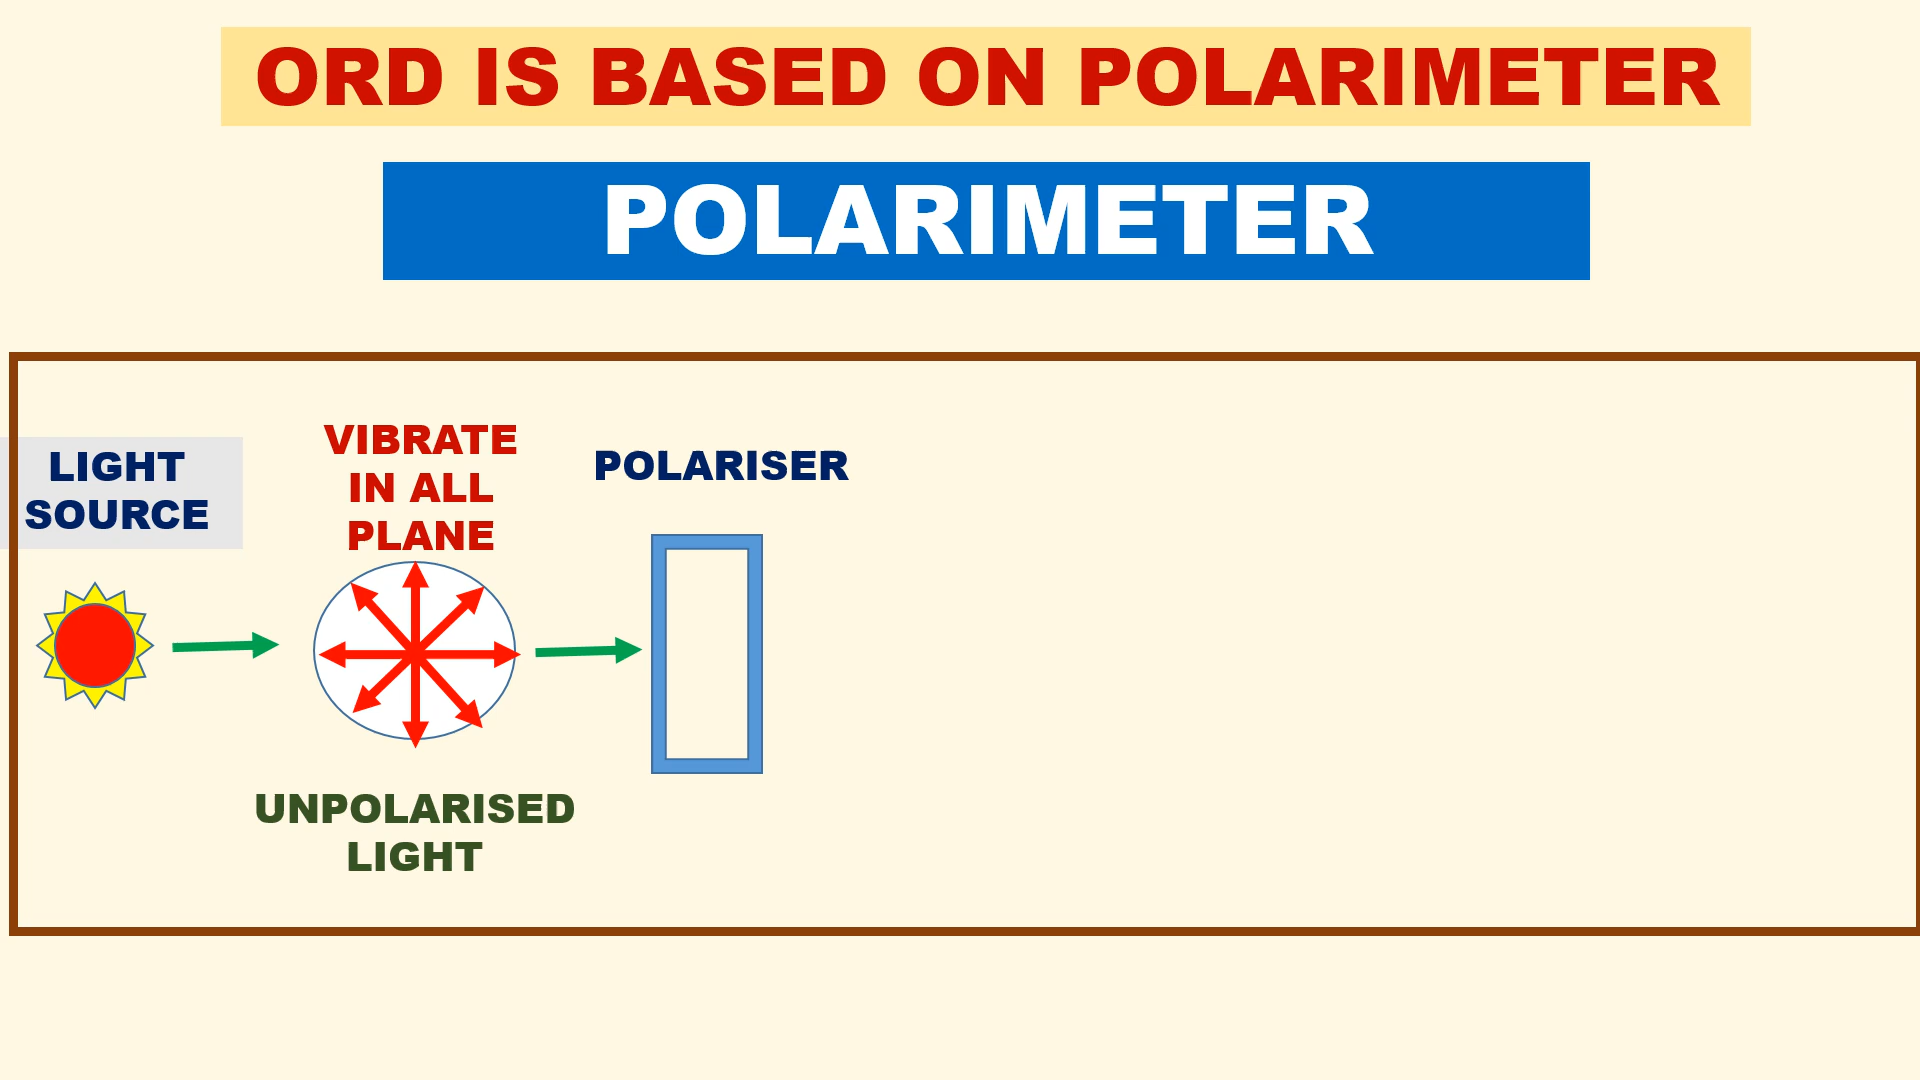 ORD IS BASED ON POLARIMETER
POLARIMETER
LIGHT
SOURCE
VIBRATE
IN ALL
PLANE
POLARISER
UNPOLARISED
LIGHT